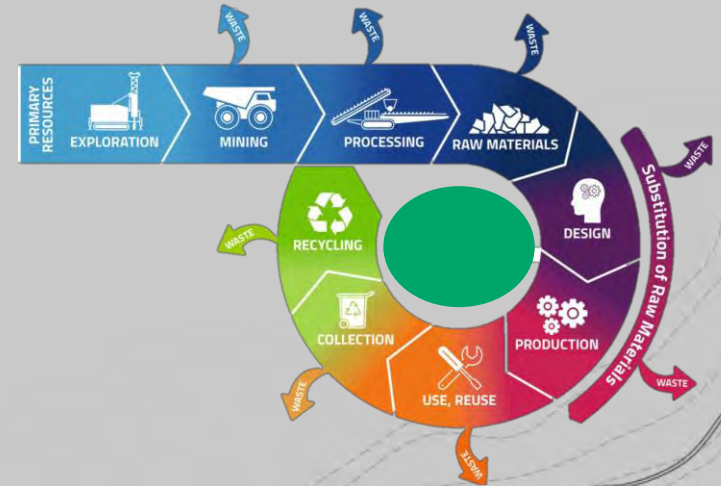 WASTE
WASTE
WASTE
PRIMARY
RESOURCES
EXPLORATION
MINING
PROCESSING
RAW MATERIALS
WASTE
Substitution of Raw Materials
DESIGN
RECYCLING
WASTE
COLLECTION
PRODUCTION
WASTE
USE, REUSE
WASTE
WASTE